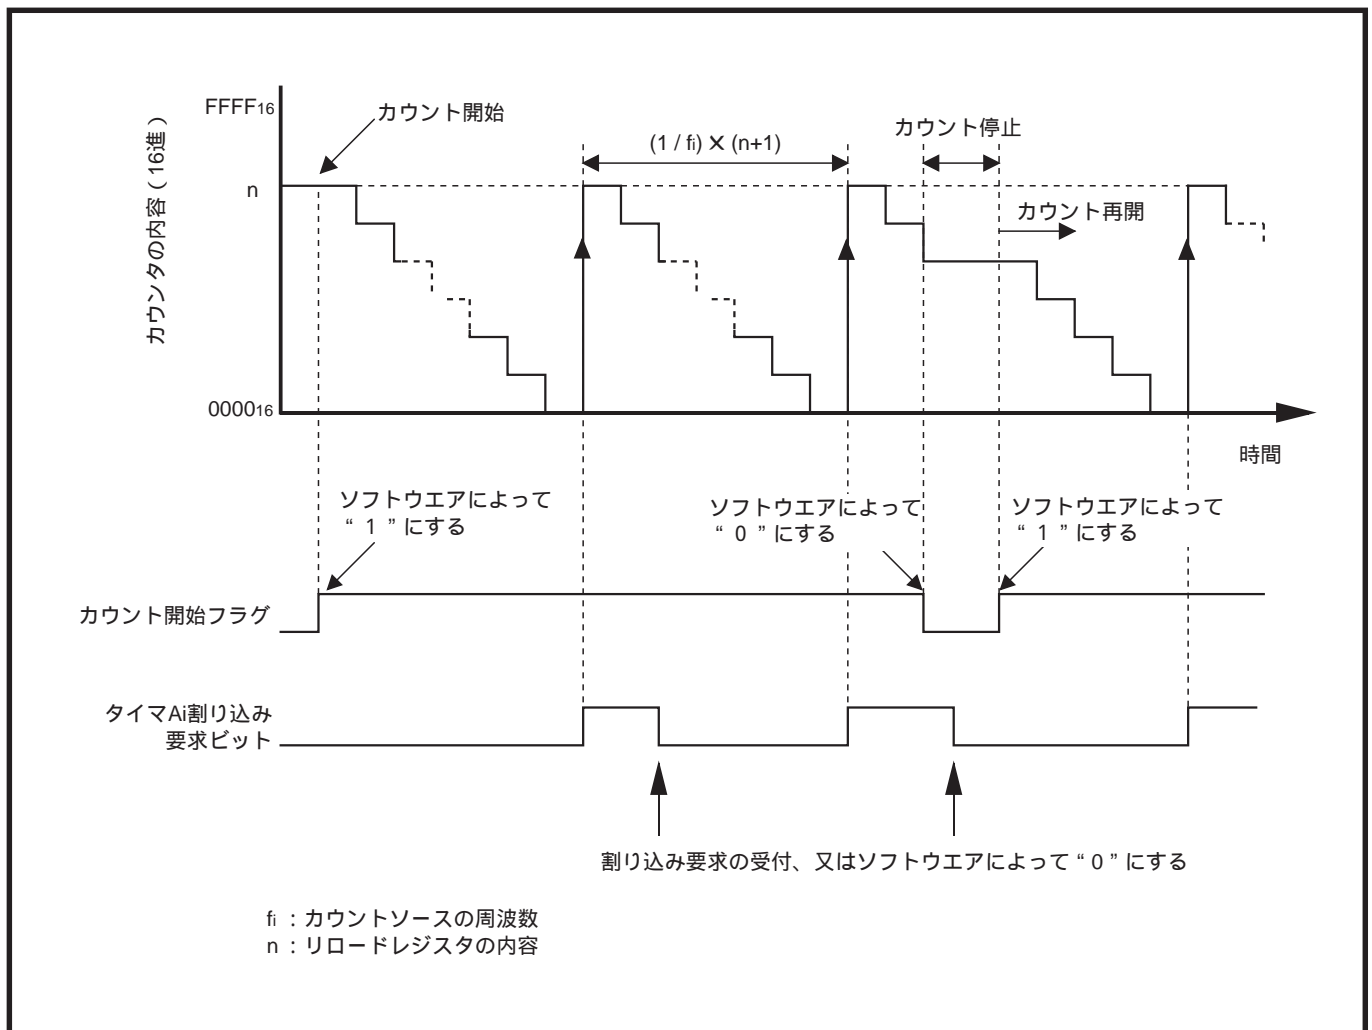 FFFF16
カウント開始
(1 / fi) X (n+1)
カウント停止
n
カウント再開
カウンタの内容（16進）
000016
時間
ソフトウエアによって
“ 1 ” にする
ソフトウエアによって
“ 0 ” にする
ソフトウエアによって
“ 1 ” にする
カウント開始フラグ
タイマAi割り込み
要求ビット
割り込み要求の受付、又はソフトウエアによって “ 0 ” にする
fi : カウントソースの周波数
n : リロードレジスタの内容